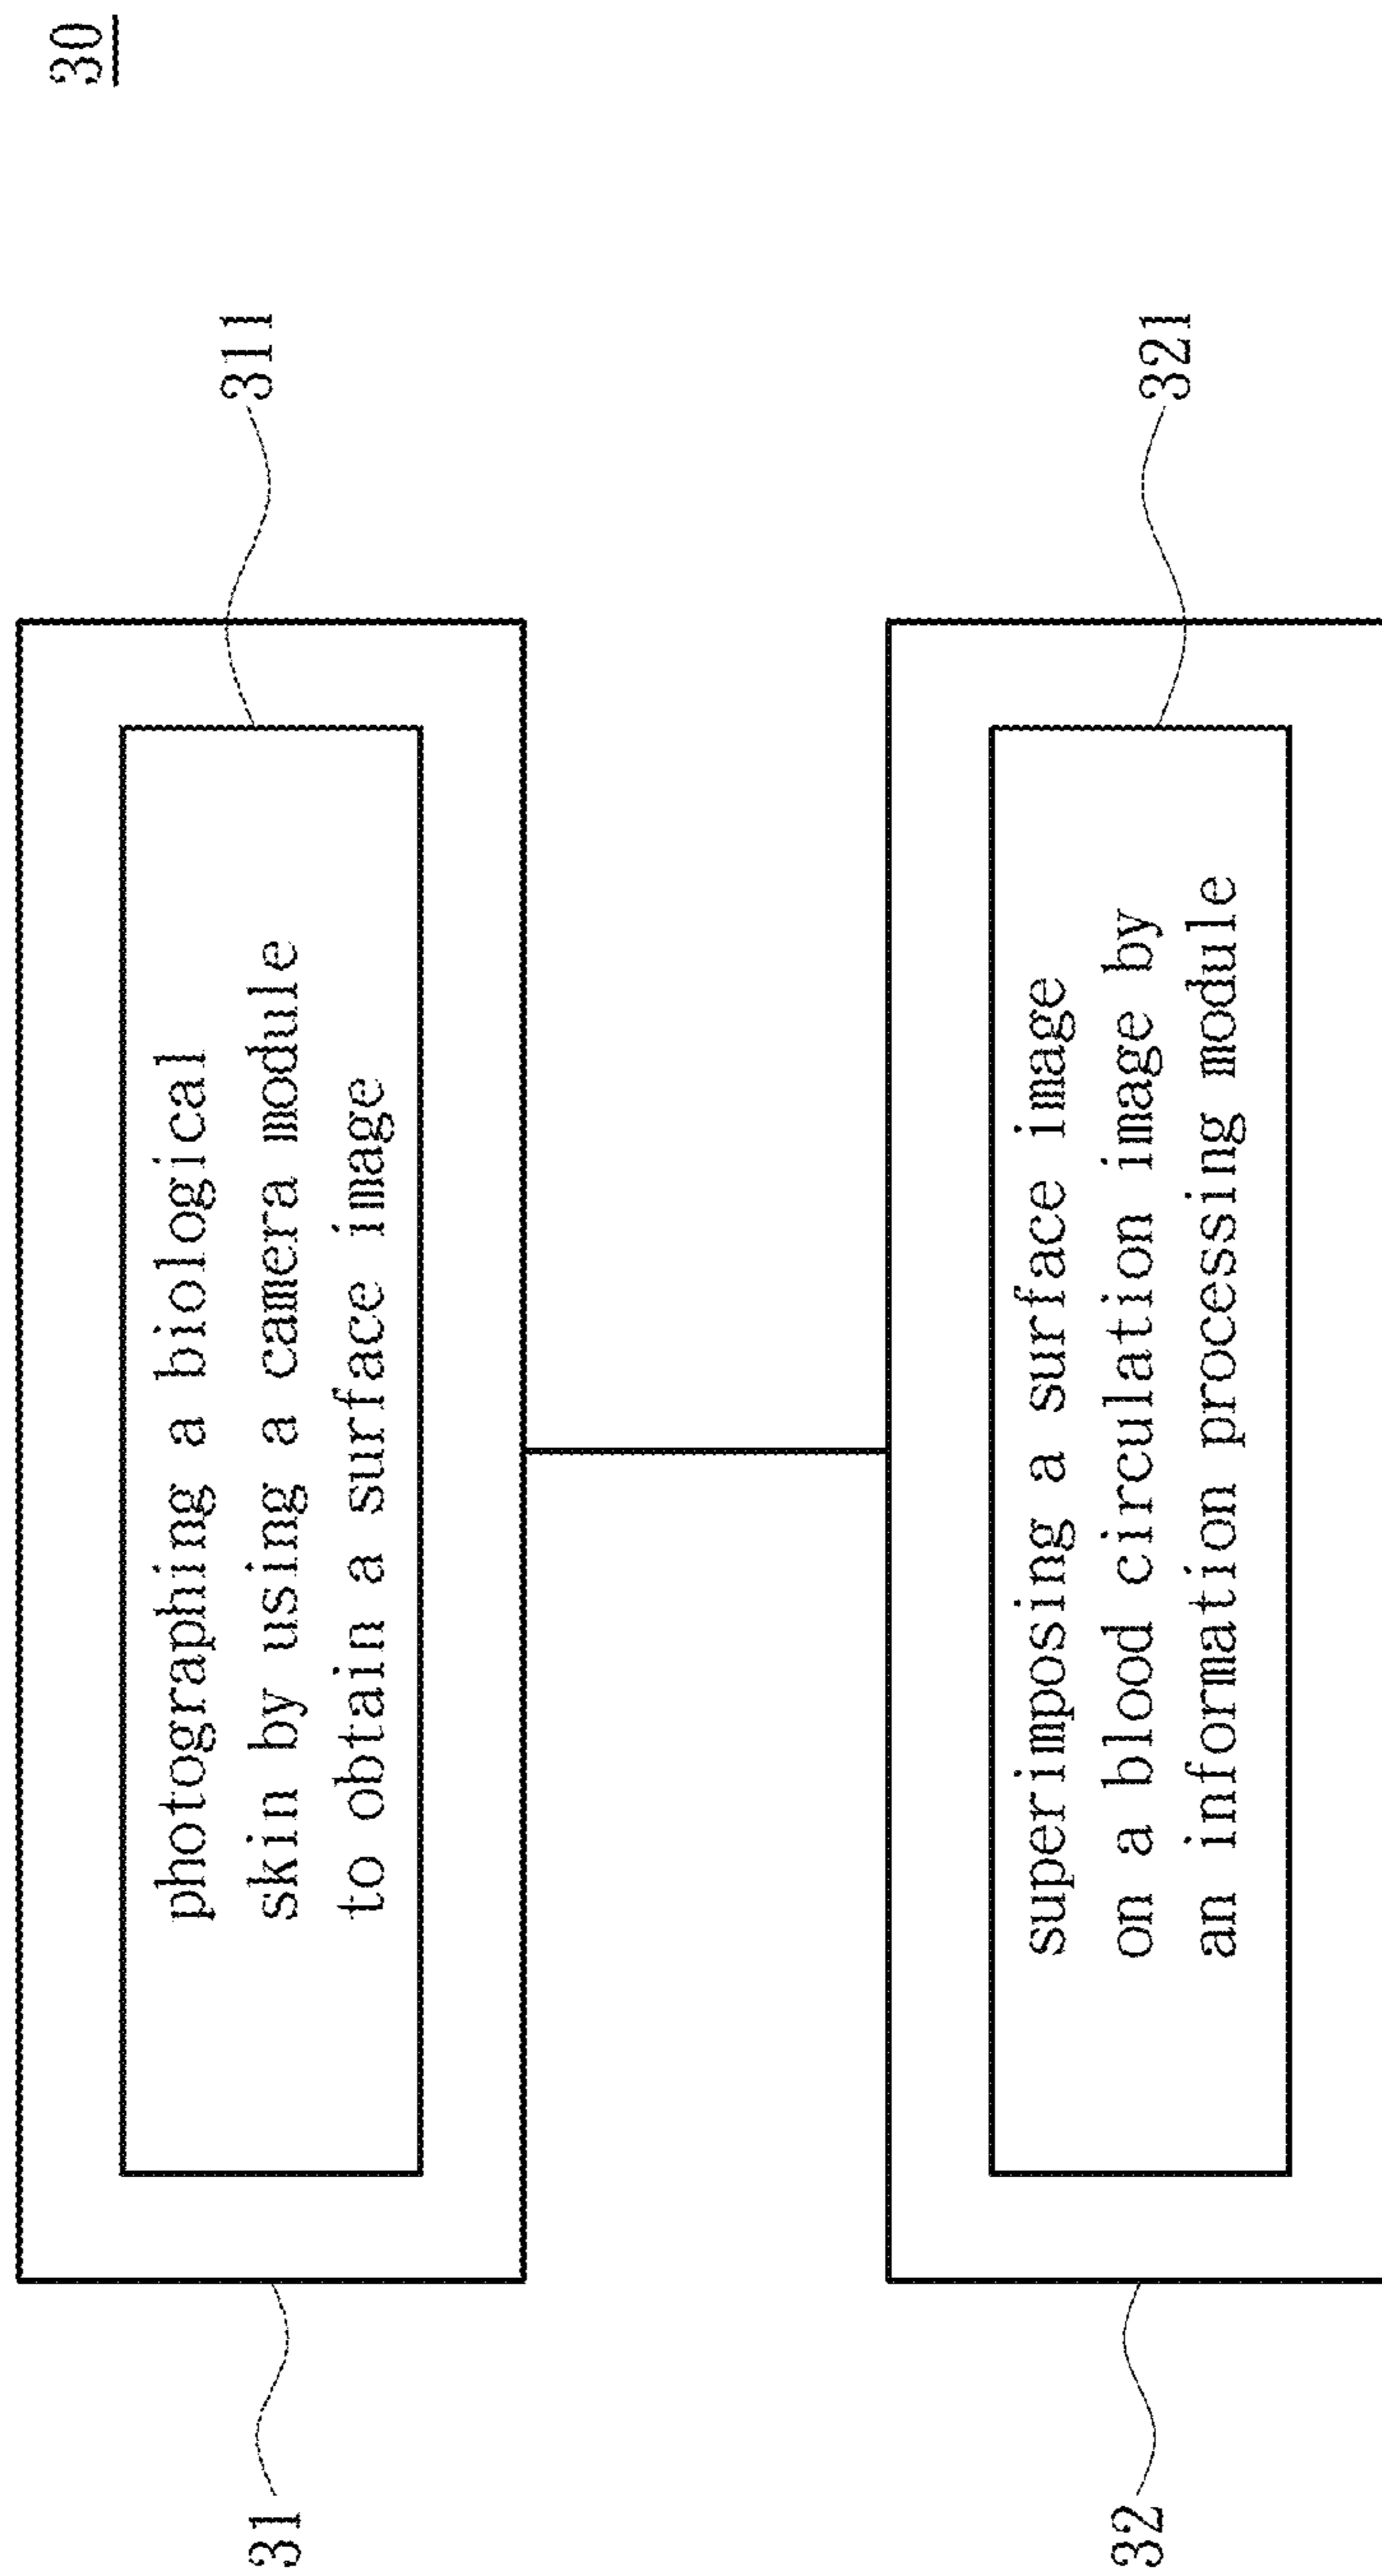 30
31
photographing a biological
skin by using a camera module
to obtain a surface image
311
32
superimposing a surface image
on a blood circulation image by
an information processing module
321